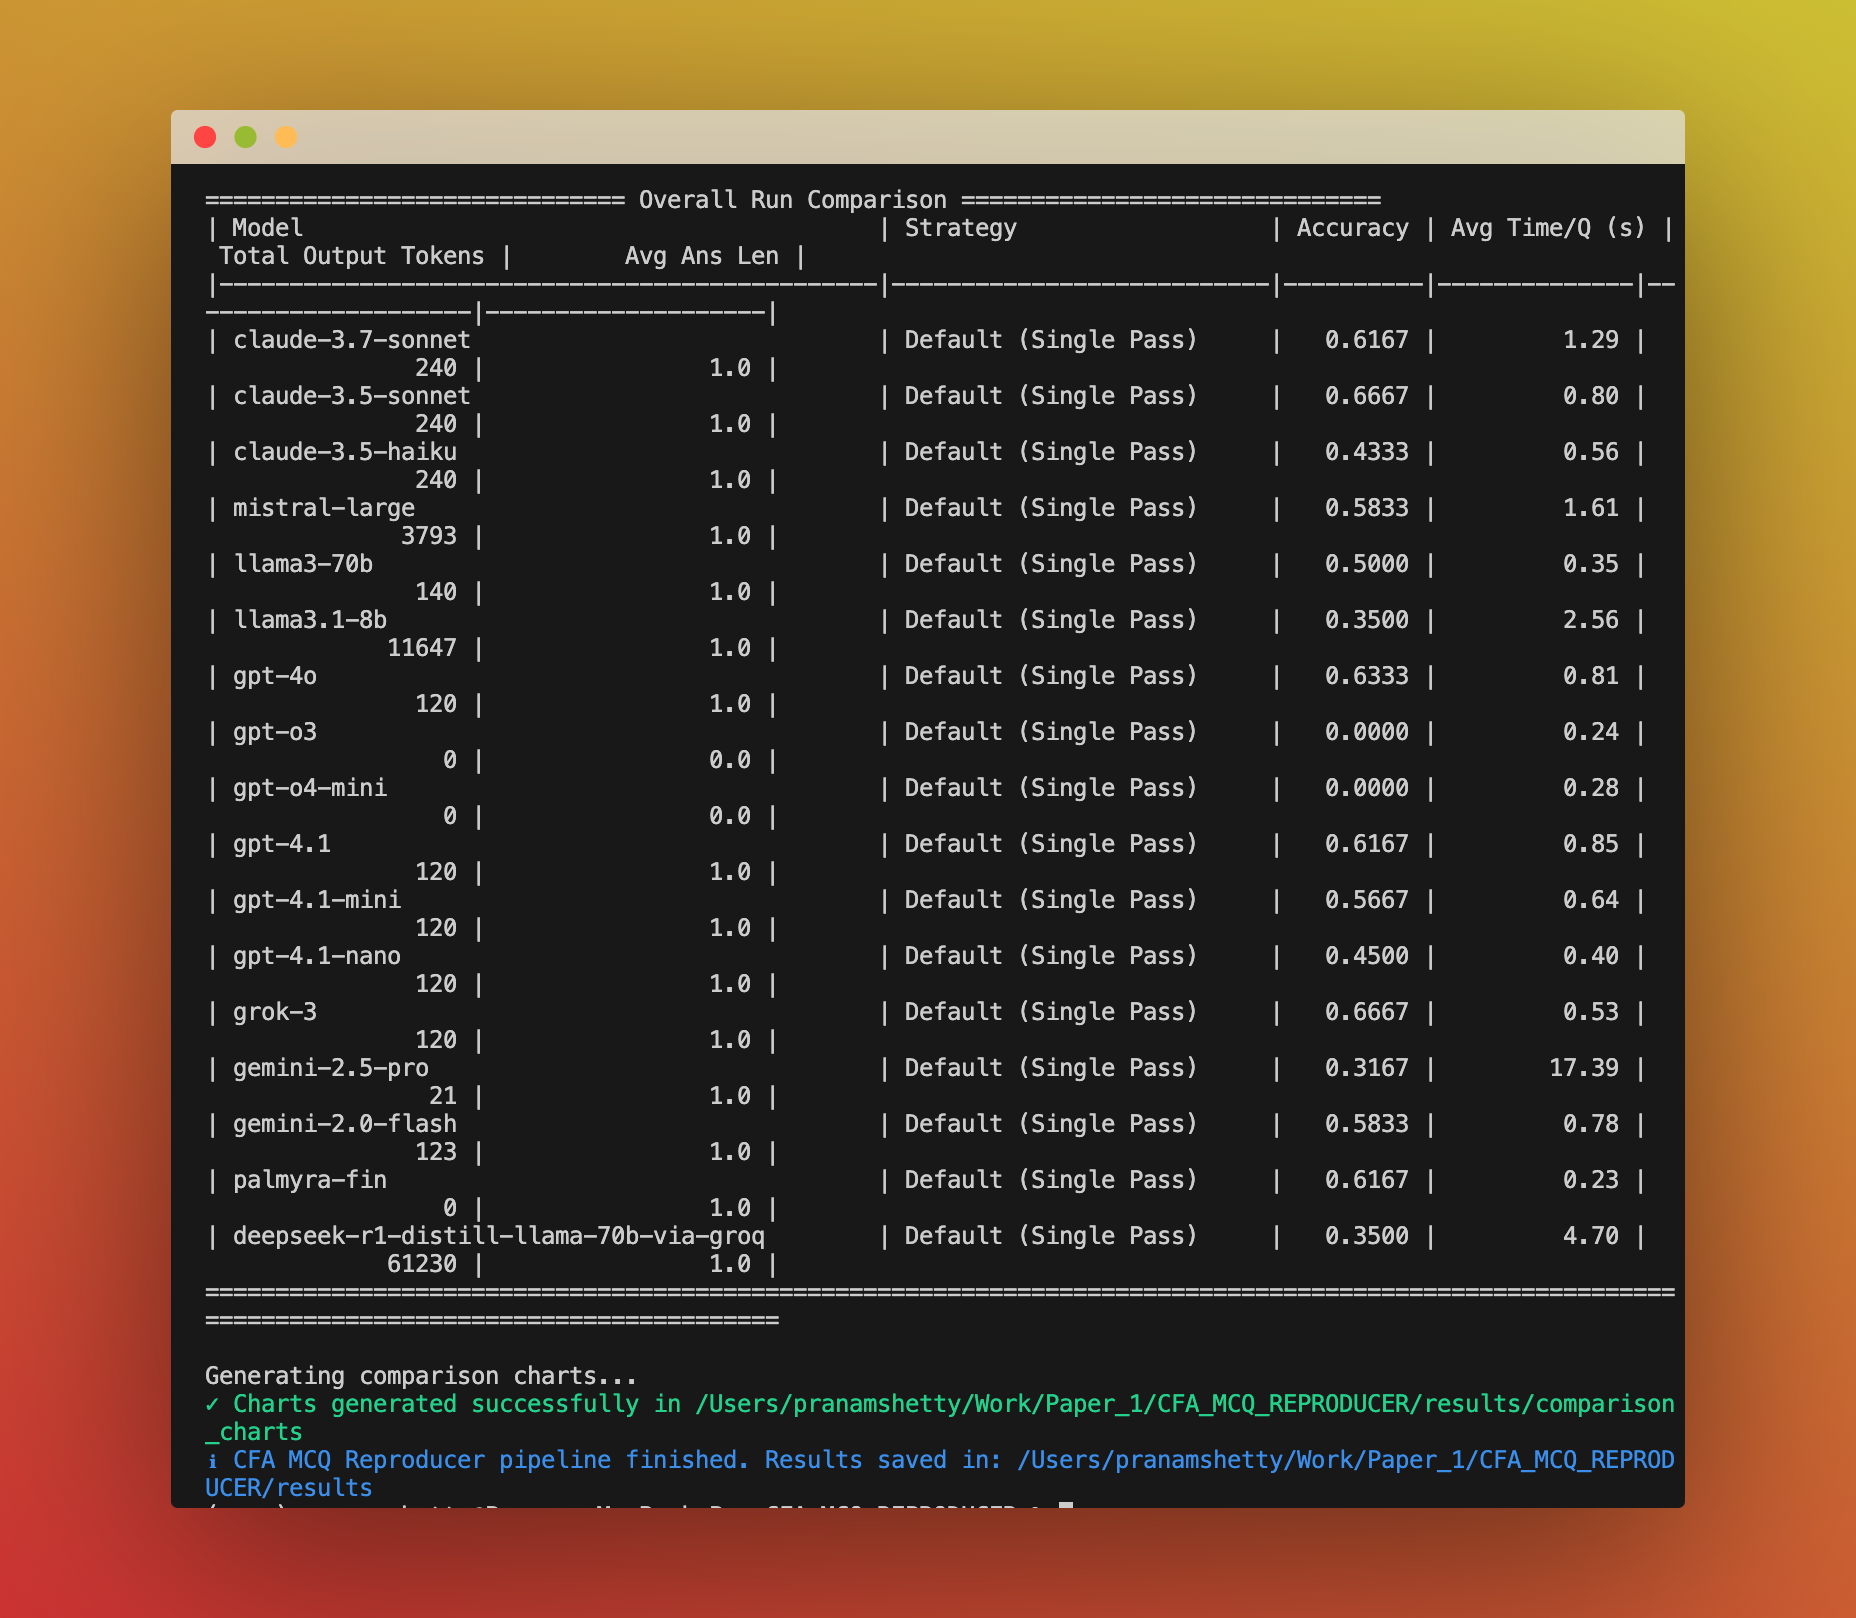 ============================== Overall Run Comparison ==============================
| Model                                         | Strategy                  | Accuracy | Avg Time/Q (s) |
 Total Output Tokens |        Avg Ans Len |
|-----------------------------------------------|---------------------------|----------|--------------|--
-------------------|--------------------|
| claude-3.7-sonnet                             | Default (Single Pass)     |   0.6167 |         1.29 |
               240 |                1.0 |
| claude-3.5-sonnet                             | Default (Single Pass)     |   0.6667 |         0.80 |
               240 |                1.0 |
| claude-3.5-haiku                              | Default (Single Pass)     |   0.4333 |         0.56 |
               240 |                1.0 |
| mistral-large                                 | Default (Single Pass)     |   0.5833 |         1.61 |
              3793 |                1.0 |
| llama3-70b                                    | Default (Single Pass)     |   0.5000 |         0.35 |
               140 |                1.0 |
| llama3.1-8b                                   | Default (Single Pass)     |   0.3500 |         2.56 |
             11647 |                1.0 |
| gpt-4o                                        | Default (Single Pass)     |   0.6333 |         0.81 |
               120 |                1.0 |
| gpt-o3                                        | Default (Single Pass)     |   0.0000 |         0.24 |
                 0 |                0.0 |
| gpt-o4-mini                                   | Default (Single Pass)     |   0.0000 |         0.28 |
                 0 |                0.0 |
| gpt-4.1                                       | Default (Single Pass)     |   0.6167 |         0.85 |
               120 |                1.0 |
| gpt-4.1-mini                                  | Default (Single Pass)     |   0.5667 |         0.64 |
               120 |                1.0 |
| gpt-4.1-nano                                  | Default (Single Pass)     |   0.4500 |         0.40 |
               120 |                1.0 |
| grok-3                                        | Default (Single Pass)     |   0.6667 |         0.53 |
               120 |                1.0 |
| gemini-2.5-pro                                | Default (Single Pass)     |   0.3167 |        17.39 |
                21 |                1.0 |
| gemini-2.0-flash                              | Default (Single Pass)     |   0.5833 |         0.78 |
               123 |                1.0 |
| palmyra-fin                                   | Default (Single Pass)     |   0.6167 |         0.23 |
                 0 |                1.0 |
| deepseek-r1-distill-llama-70b-via-groq        | Default (Single Pass)     |   0.3500 |         4.70 |
             61230 |                1.0 |
=========================================================================================================
=========================================
Generating comparison charts...
✓ Charts generated successfully in /Users/pranamshetty/Work/Paper_1/CFA_MCQ_REPRODUCER/results/comparison
_charts
ℹ CFA MCQ Reproducer pipeline finished. Results saved in: /Users/pranamshetty/Work/Paper_1/CFA_MCQ_REPROD
UCER/results